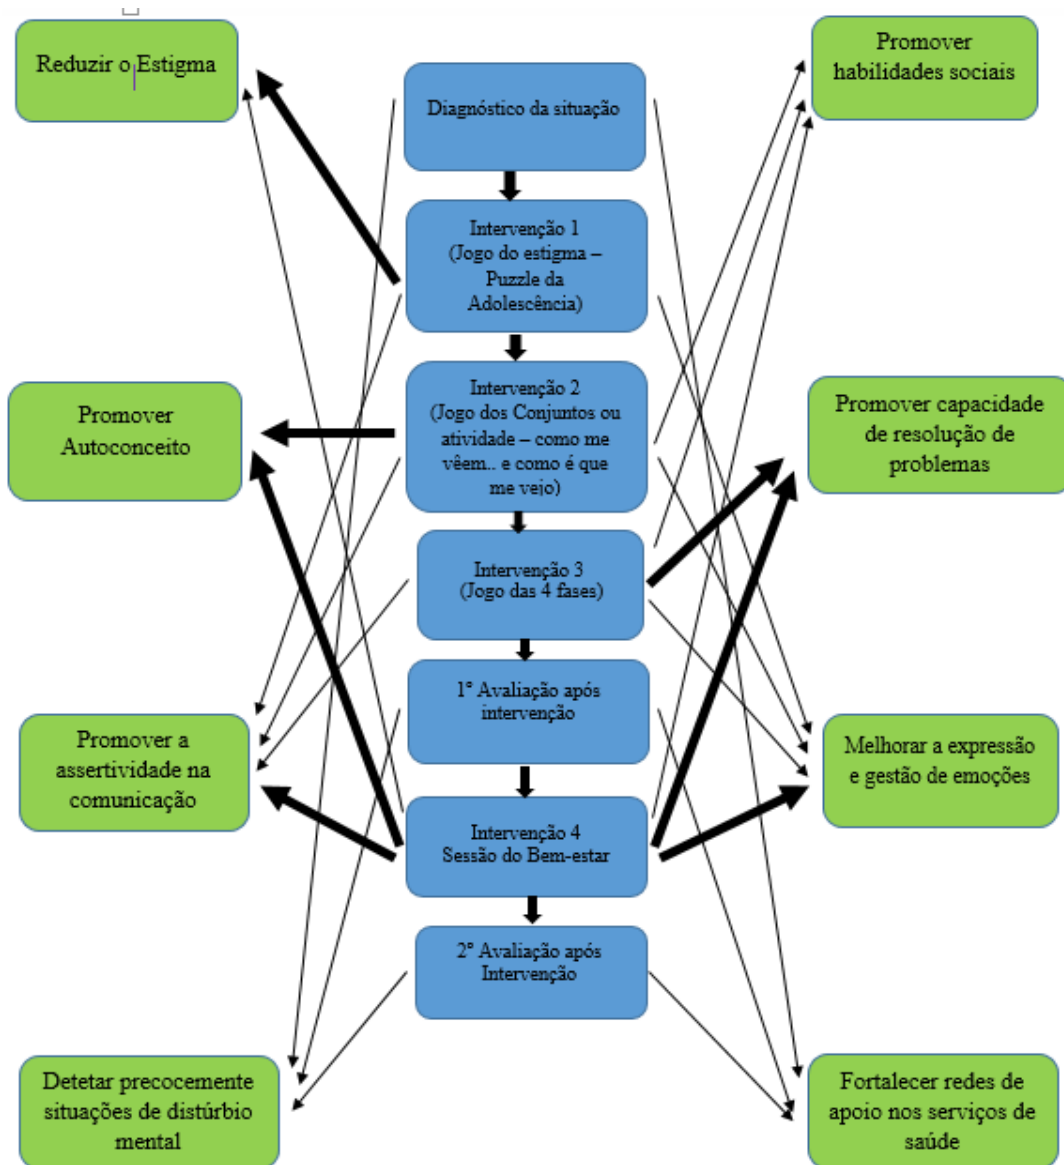 Reduzir o Estigma
Promover
habilidades sociais
Diagnóstico da situação
Intervenção 1
(Jogo do estigma –
Puzzle da
Adolescência)
Promover
Autoconceito
Intervenção 2
(Jogo dos Conjuntos ou
atividade – como me
vêem.. e como é que
me vejo)
Promover capacidade
de resolução de
problemas
Intervenção 3
(Jogo das 4 fases)
1º Avaliação após
intervenção
Promover a
assertividade na
comunicação
Melhorar a expressão
e gestão de emoções
Intervenção 4
Sessão do Bem-estar
2º Avaliação após
Intervenção
Detetar precocemente
situações de distúrbio
mental
Fortalecer redes de
apoio nos serviços de
saúde